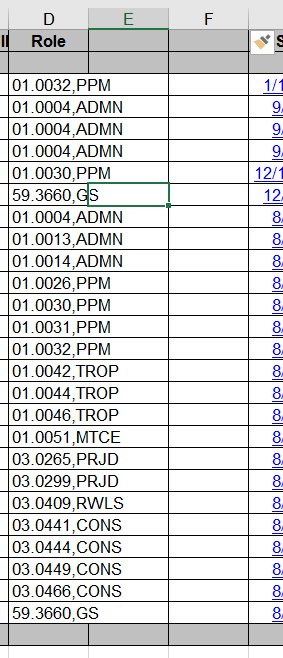 D E F
Role S
01.0032,PPM 1/1
01.0004,ADMN 9/
01.0004,ADMN 9/
01.0004,ADMN 9/
01.0030,PPM 12/1
59.3660,GS 12/
01.0004,ADMN 8/
01.0013,ADMN 8/
01.0014,ADMN 8/
01.0026,PPM 8/
01.0030,PPM 8/
01.0031,PPM 8/
01.0032,PPM 8/
01.0042,TROP 8/
01.0044,TROP 8/
01.0046,TROP 8/
01.0051,MTCE 8/
03.0265,PRJD 8/
03.0299,PRJD 8/
03.0409,RWLS 8/
03.0441,CONS 8/
03.0444,CONS 8/
03.0449,CONS 8/
03.0466,CONS 8/
59.3660,GS 8/